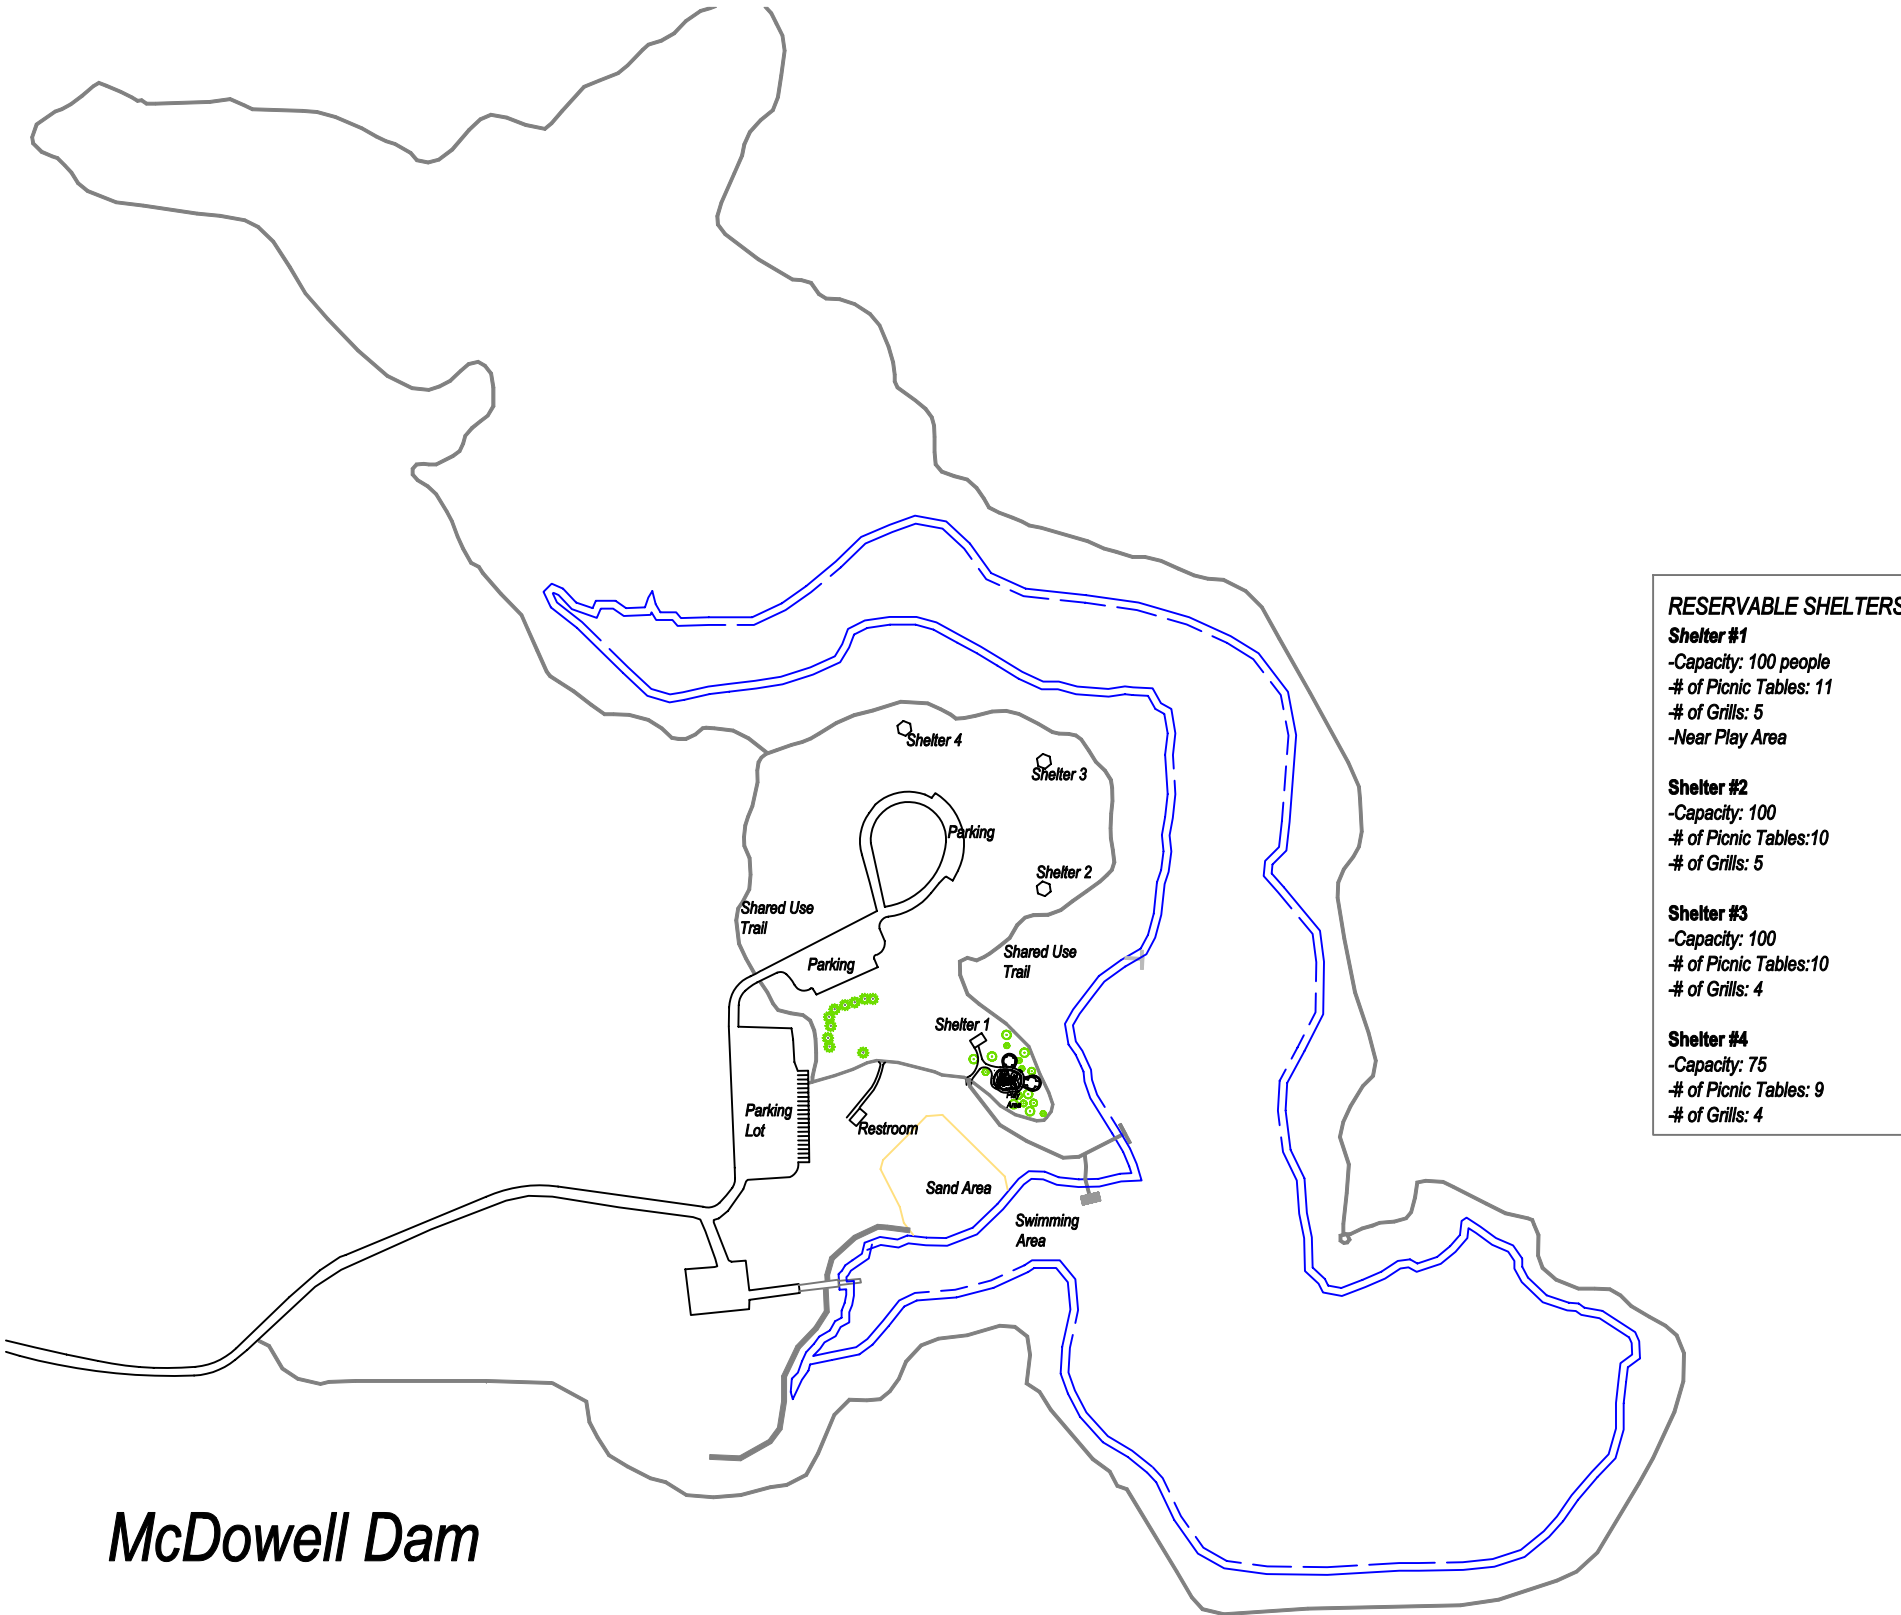 Shelter 4
Shelter 3
Parking
Shelter 2
Shared Use
Trail
Shared Use
Trail
Parking
Shelter 1
Play
Area
Parking
Lot
Restroom
Sand Area
Swimming
Area
RESERVABLE SHELTERS
Shelter #1
-Capacity: 100 people
-# of Picnic Tables: 11
-# of Grills: 5
-Near Play Area
Shelter #2
-Capacity: 100
-# of Picnic Tables:10
-# of Grills: 5
Shelter #3
-Capacity: 100
-# of Picnic Tables:10
-# of Grills: 4
Shelter #4
-Capacity: 75
-# of Picnic Tables: 9
-# of Grills: 4
McDowell Dam